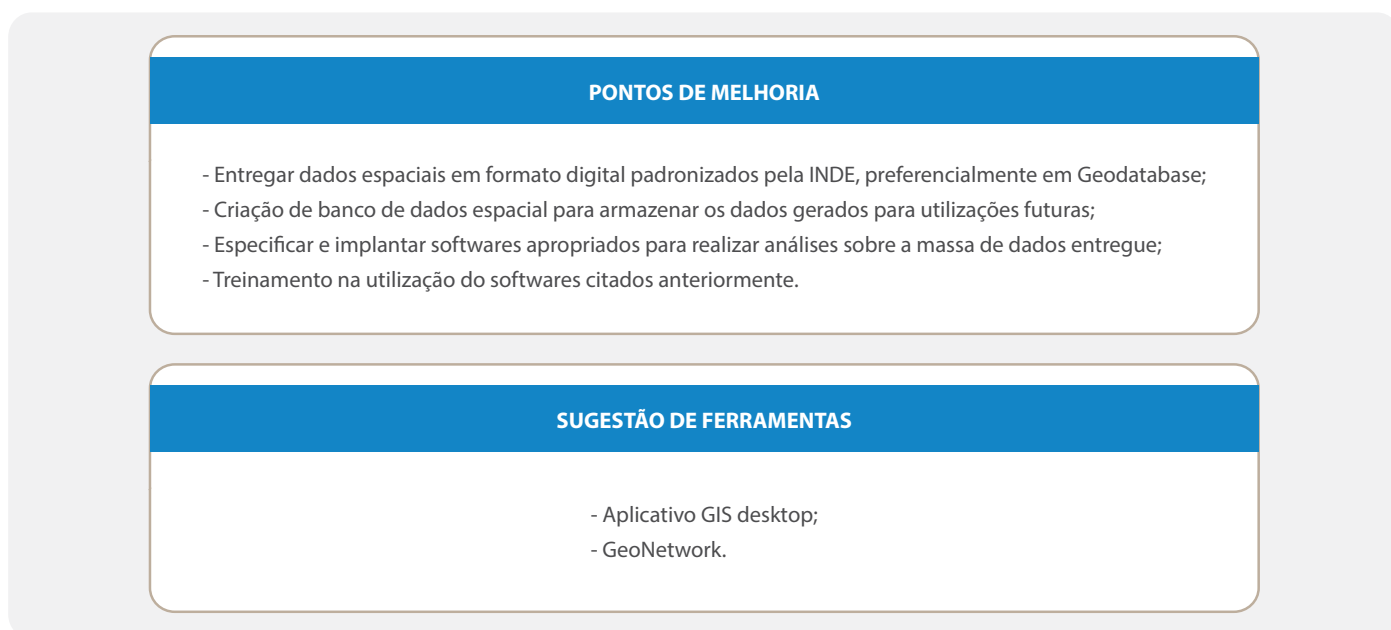 PONTOS DE MELHORIA
- Entregar dados espaciais em formato digital padronizados pela INDE, preferencialmente em Geodatabase;
- Criação de banco de dados espacial para armazenar os dados gerados para utilizações futuras;
- Especificar e implantar softwares apropriados para realizar análises sobre a massa de dados entregue;
- Treinamento na utilização do softwares citados anteriormente.
SUGESTÃO DE FERRAMENTAS
- Aplicativo GIS desktop;
- GeoNetwork.